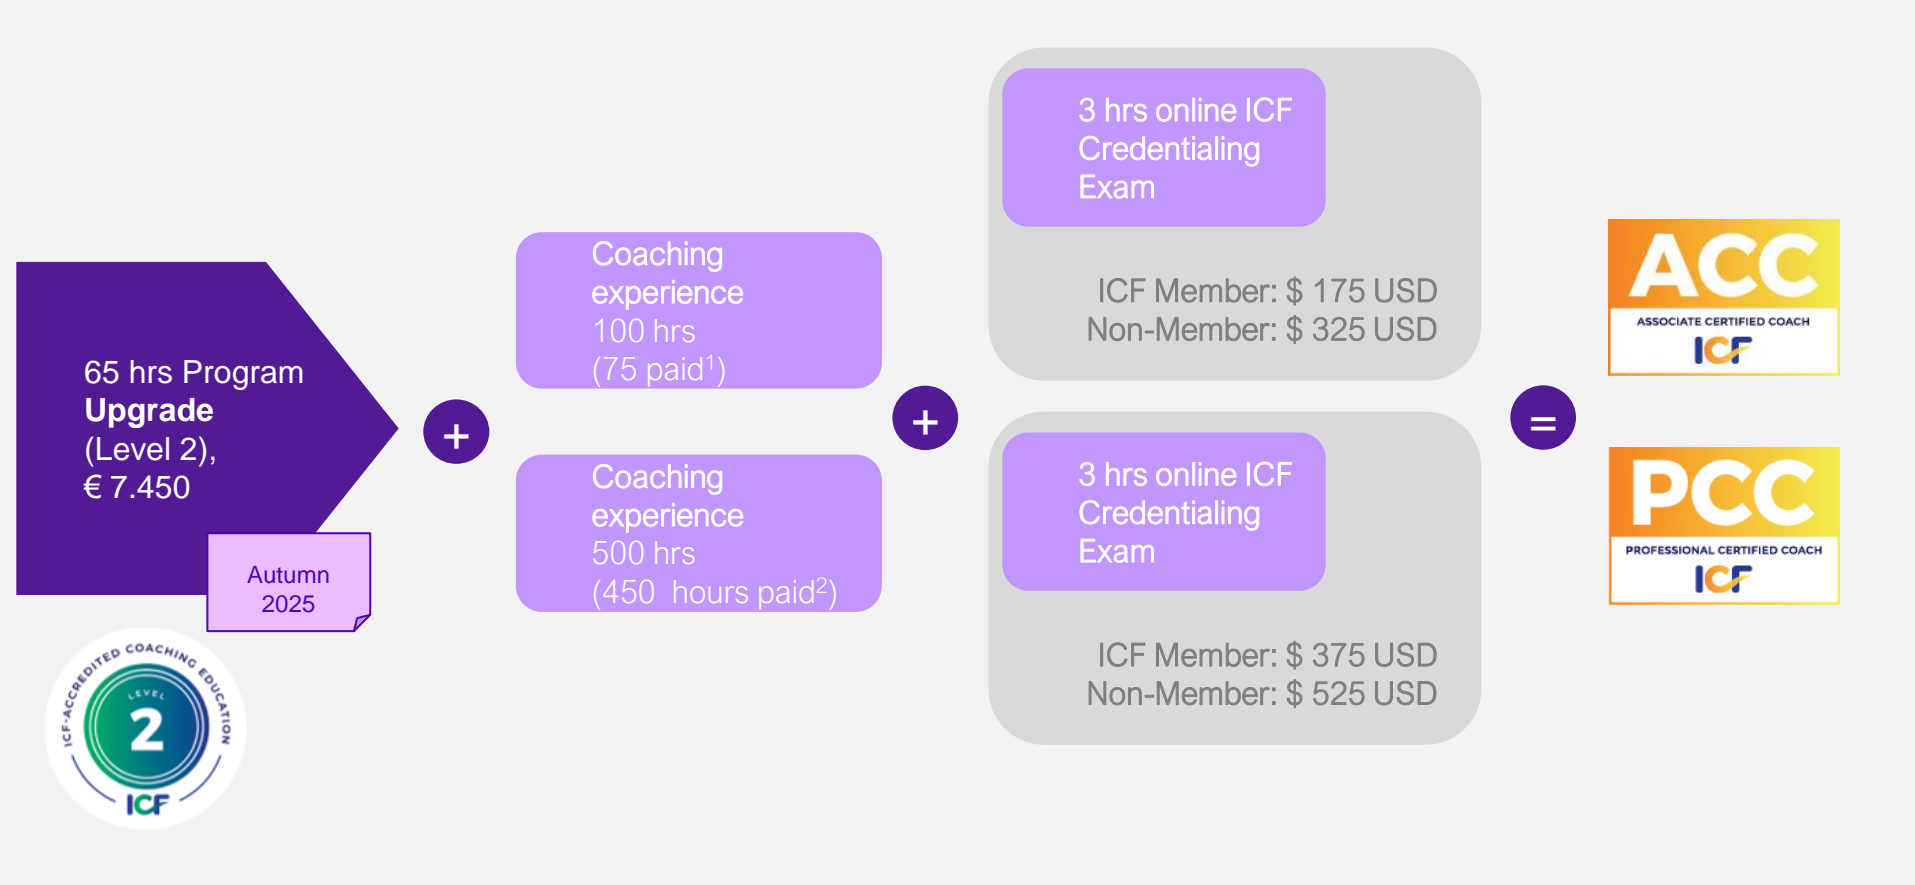 65 hrs Program
Upgrade
(Level 2),
€ 7.450
Autumn
2025
ICF-ACCREDITED COACHING EDUCATION
LEVEL
2
ICF
+
Coaching
experience
100 hrs
(75 paid¹)
Coaching
experience
500 hrs
(450 hours paid²)
+
3 hrs online ICF
Credentialing
Exam
ICF Member: $ 175 USD
Non-Member: $ 325 USD
3 hrs online ICF
Credentialing
Exam
ICF Member: $ 375 USD
Non-Member: $ 525 USD
=
ACC
ASSOCIATE CERTIFIED COACH
ICF
PCC
PROFESSIONAL CERTIFIED COACH
ICF